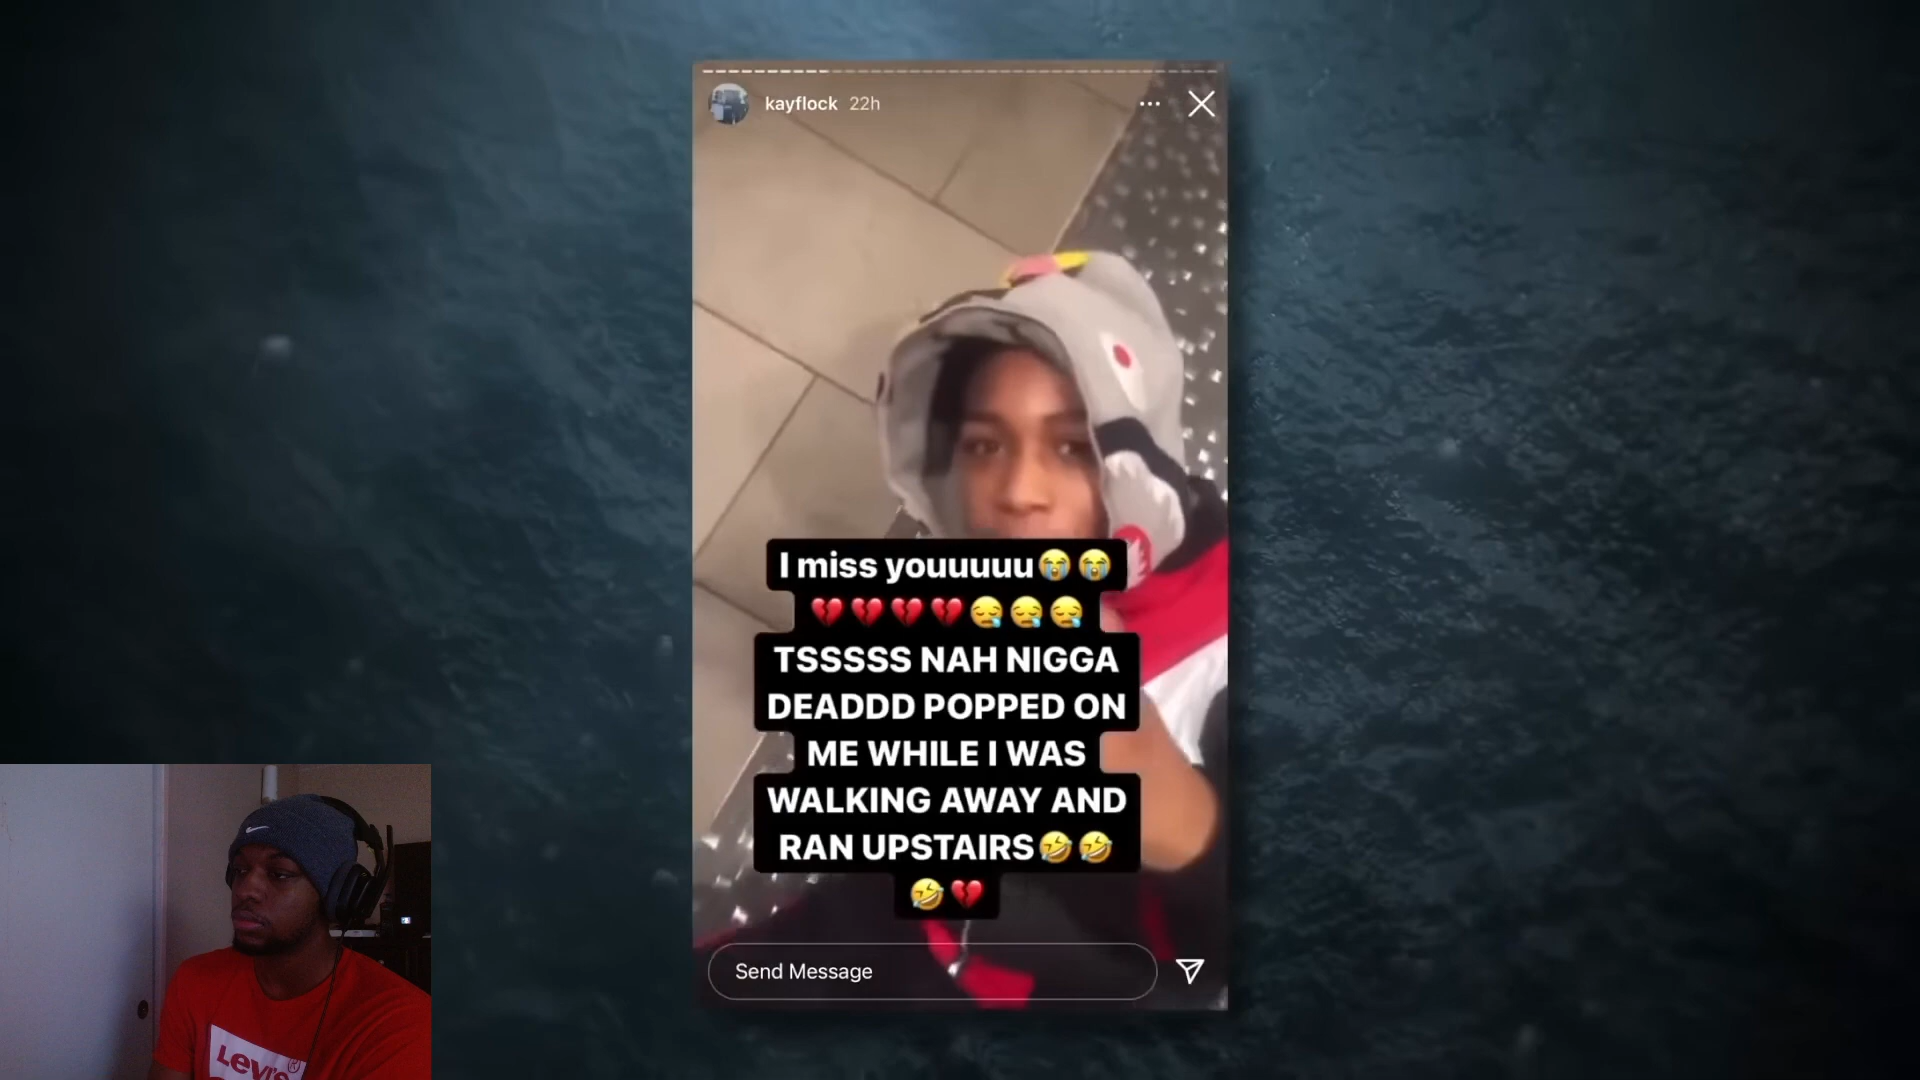 kayflock 22h
I miss youuuuu😭😭
💔💔💔💔😪😪😪
TSSSSS NAH NIGGA
DEADDD POPPED ON
ME WHILE I WAS
WALKING AWAY AND
RAN UPSTAIRS🤣🤣
🤣💔
Send Message
Levi's®